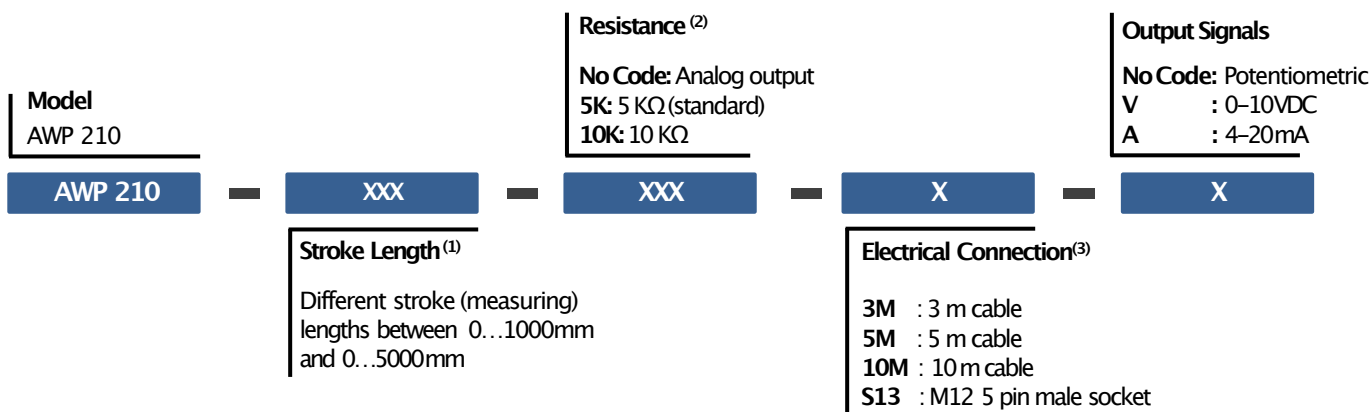 Resistance (2)
No Code: Analog output
5K: 5 KΩ (standard)
10K: 10 KΩ
Output Signals
No Code: Potentiometric
V : 0–10VDC
A : 4–20mA
Model
AWP 210
AWP 210 – XXX – XXX – X – X
Stroke Length (1)
Different stroke (measuring)
lengths between 0...1000mm
and 0...5000mm
Electrical Connection(3)
3M : 3 m cable
5M : 5 m cable
10M : 10 m cable
S13 : M12 5 pin male socket